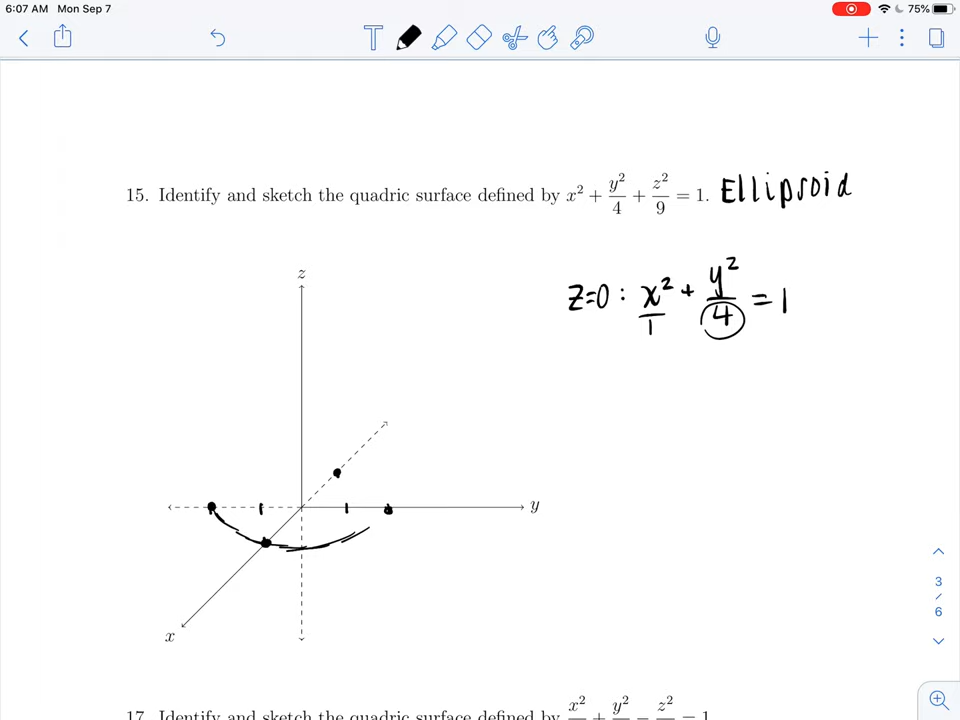 6:07 AM Mon Sep 7
75%
T
15. Identify and sketch the quadric surface defined by x² + y²/4 + z²/9 = 1. Ellipsoid
z=0 : x²/1 + y²/4 = 1
z
y
x
3
/
6
17. Identify and sketch the quadric surface defined by x² + y² − z² = 1